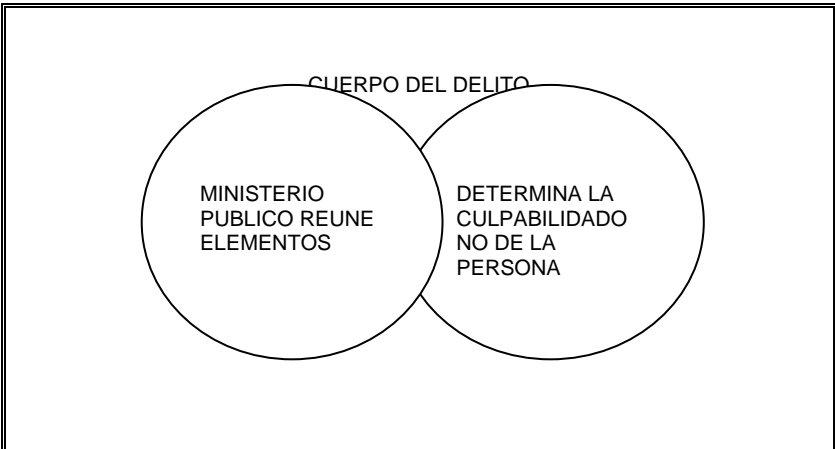 CUERPO DEL DELITO
MINISTERIO
PUBLICO REUNE
ELEMENTOS
DETERMINA LA
CULPABILIDADO
NO DE LA
PERSONA